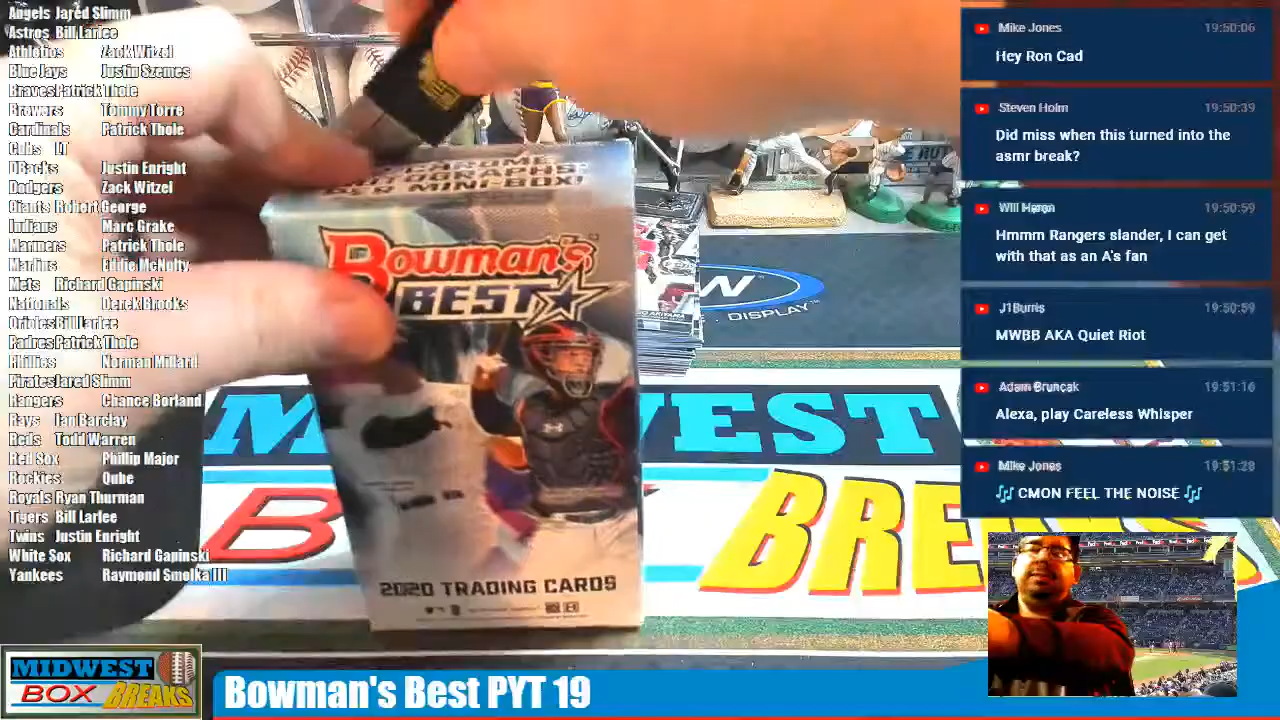 Angels Jared Slimm
Astros Bill Larlee
Athletics Zack Witzel
Blue Jays Justin Szemes
Braves Patrick Thole
Brewers Tommy Torre
Cardinals Patrick Thole
Cubs LT
DBacks Justin Enright
Dodgers Zack Witzel
Giants Robert George
Indians Marc Grake
Mariners Patrick Thole
Marlins Eddie McNulty
Mets Richard Gapinski
Nationals Derek Brooks
Orioles Bill Larlee
Padres Patrick Thole
Phillies Norman Millard
Pirates Jared Slimm
Rangers Chance Borland
Rays Ian Barclay
Reds Todd Warren
Red Sox Phillip Major
Rockies Qube
Royals Ryan Thurman
Tigers Bill Larlee
Twins Justin Enright
White Sox Richard Gapinski
Yankees Raymond Smolka III
CHROME
MINI-BOX!
Bowman's
BEST
2020 TRADING CARDS
W
DISPLAY
BREAKS
Mike Jones 19:50:06
Hey Ron Cad
Steven Holm 19:50:39
Did miss when this turned into the
asmr break?
Will 19:50:59
Hmmm Rangers slander, I can get
with that as an A's fan
J1Burris 19:50:59
MWBB AKA Quiet Riot
Adam Bruncak 19:51:16
Alexa, play Careless Whisper
Mike Jones 19:51:28
🎶 CMON FEEL THE NOISE 🎶
MIDWEST
BOX BREAKS
Bowman's Best PYT 19